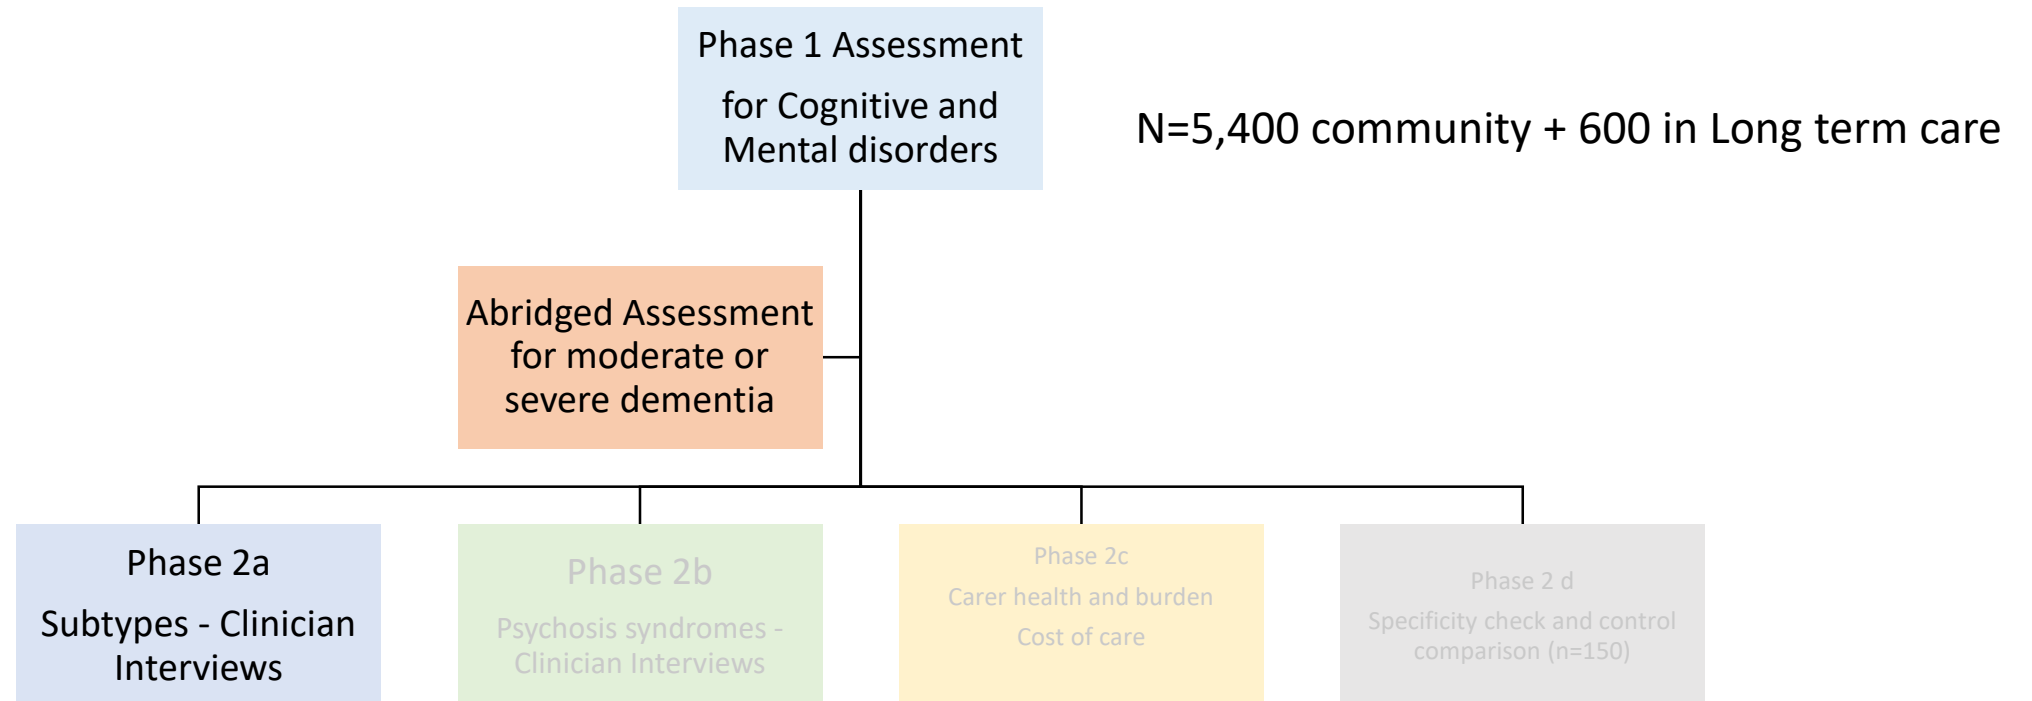 Phase 1 Assessment
for Cognitive and
Mental disorders
N=5,400 community + 600 in Long term care
Abridged Assessment
for moderate or
severe dementia
Phase 2a
Subtypes - Clinician
Interviews
Phase 2b
Psychosis syndromes -
Clinician Interviews
Phase 2c
Carer health and burden
Cost of care
Phase 2 d
Specificity check and control
comparison (n=150)